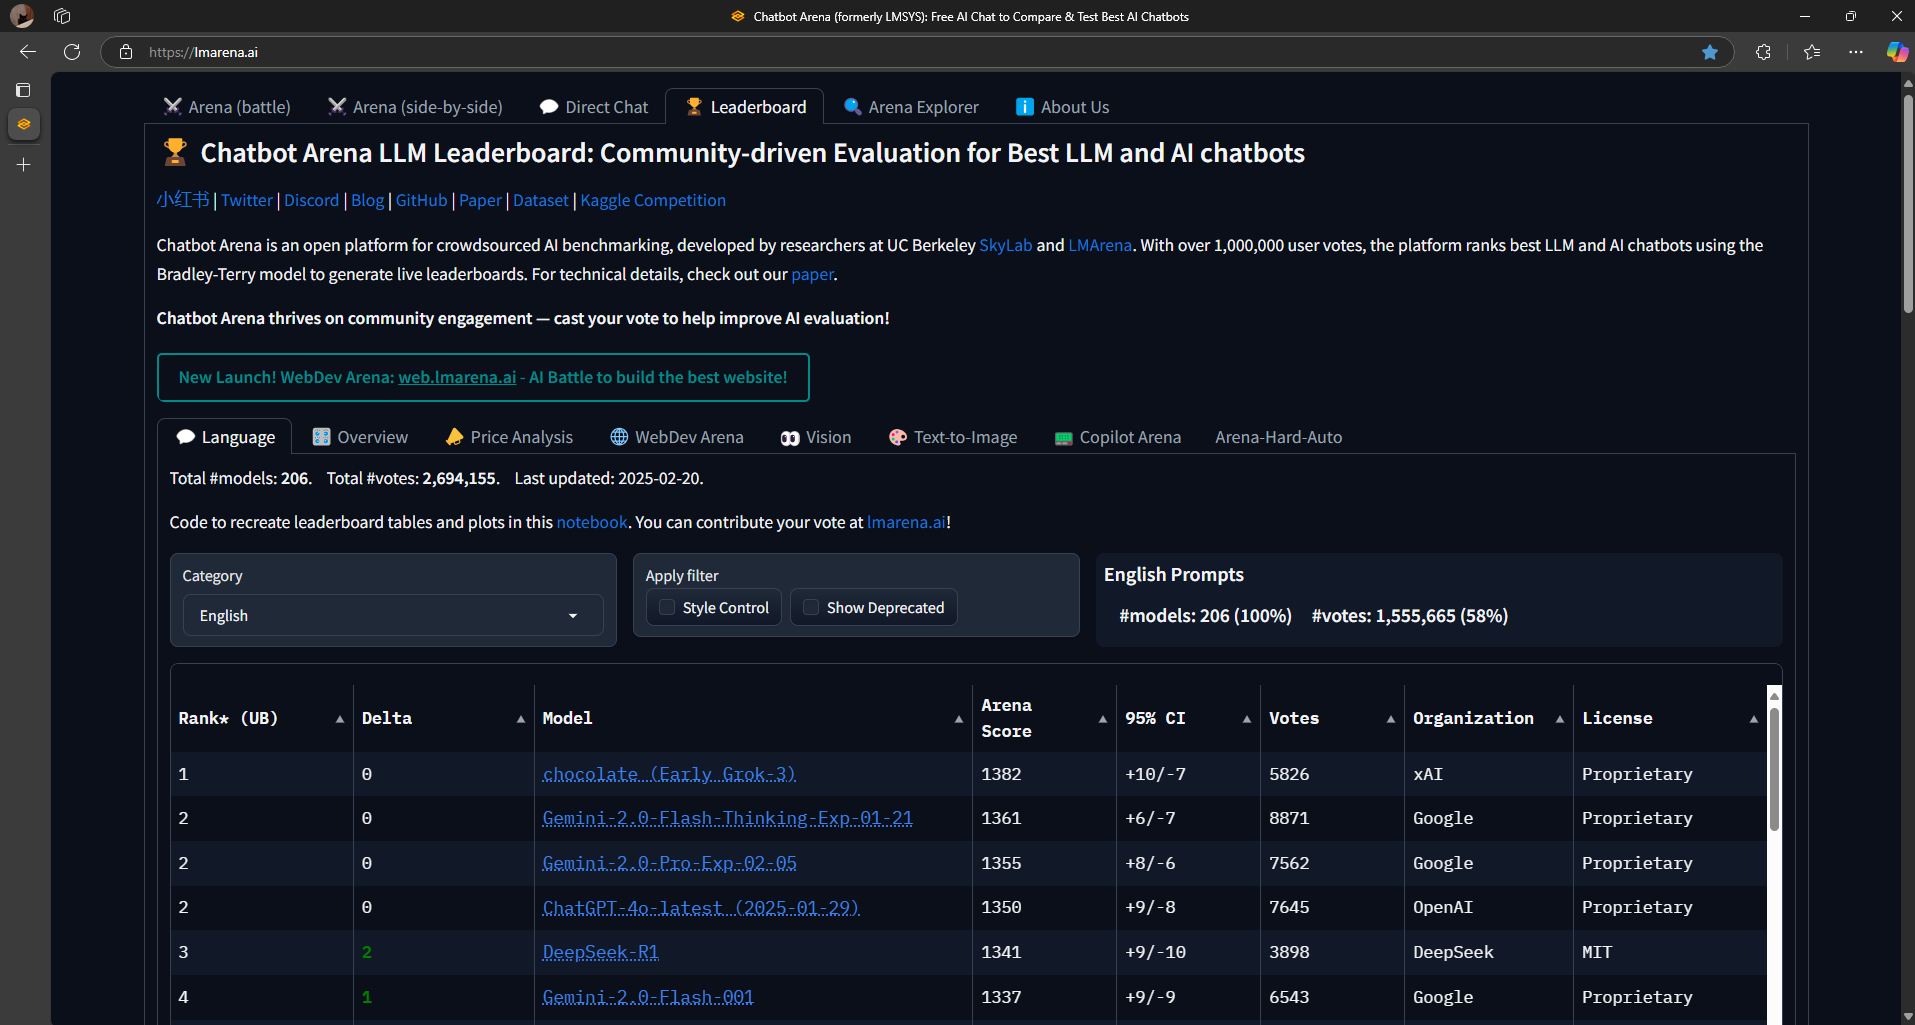 Chatbot Arena (formerly LMSYS): Free AI Chat to Compare & Test Best AI Chatbots
https://lmarena.ai
Arena (battle) Arena (side-by-side) Direct Chat Leaderboard Arena Explorer About Us
Chatbot Arena LLM Leaderboard: Community-driven Evaluation for Best LLM and AI chatbots
小红书 | Twitter | Discord | Blog | GitHub | Paper | Dataset | Kaggle Competition
Chatbot Arena is an open platform for crowdsourced AI benchmarking, developed by researchers at UC Berkeley SkyLab and LMArena. With over 1,000,000 user votes, the platform ranks best LLM and AI chatbots using the
Bradley-Terry model to generate live leaderboards. For technical details, check out our paper.
Chatbot Arena thrives on community engagement — cast your vote to help improve AI evaluation!
New Launch! WebDev Arena: web.lmarena.ai - AI Battle to build the best website!
Language Overview Price Analysis WebDev Arena Vision Text-to-Image Copilot Arena Arena-Hard-Auto
Total #models: 206. Total #votes: 2,694,155. Last updated: 2025-02-20.
Code to recreate leaderboard tables and plots in this notebook. You can contribute your vote at lmarena.ai!
Category
English
Apply filter
Style Control Show Deprecated
English Prompts
#models: 206 (100%) #votes: 1,555,665 (58%)
Rank* (UB) Delta Model Arena Score 95% CI Votes Organization License
1 0 chocolate (Early Grok-3) 1382 +10/-7 5826 xAI Proprietary
2 0 Gemini-2.0-Flash-Thinking-Exp-01-21 1361 +6/-7 8871 Google Proprietary
2 0 Gemini-2.0-Pro-Exp-02-05 1355 +8/-6 7562 Google Proprietary
2 0 ChatGPT-4o-latest (2025-01-29) 1350 +9/-8 7645 OpenAI Proprietary
3 2 DeepSeek-R1 1341 +9/-10 3898 DeepSeek MIT
4 1 Gemini-2.0-Flash-001 1337 +9/-9 6543 Google Proprietary